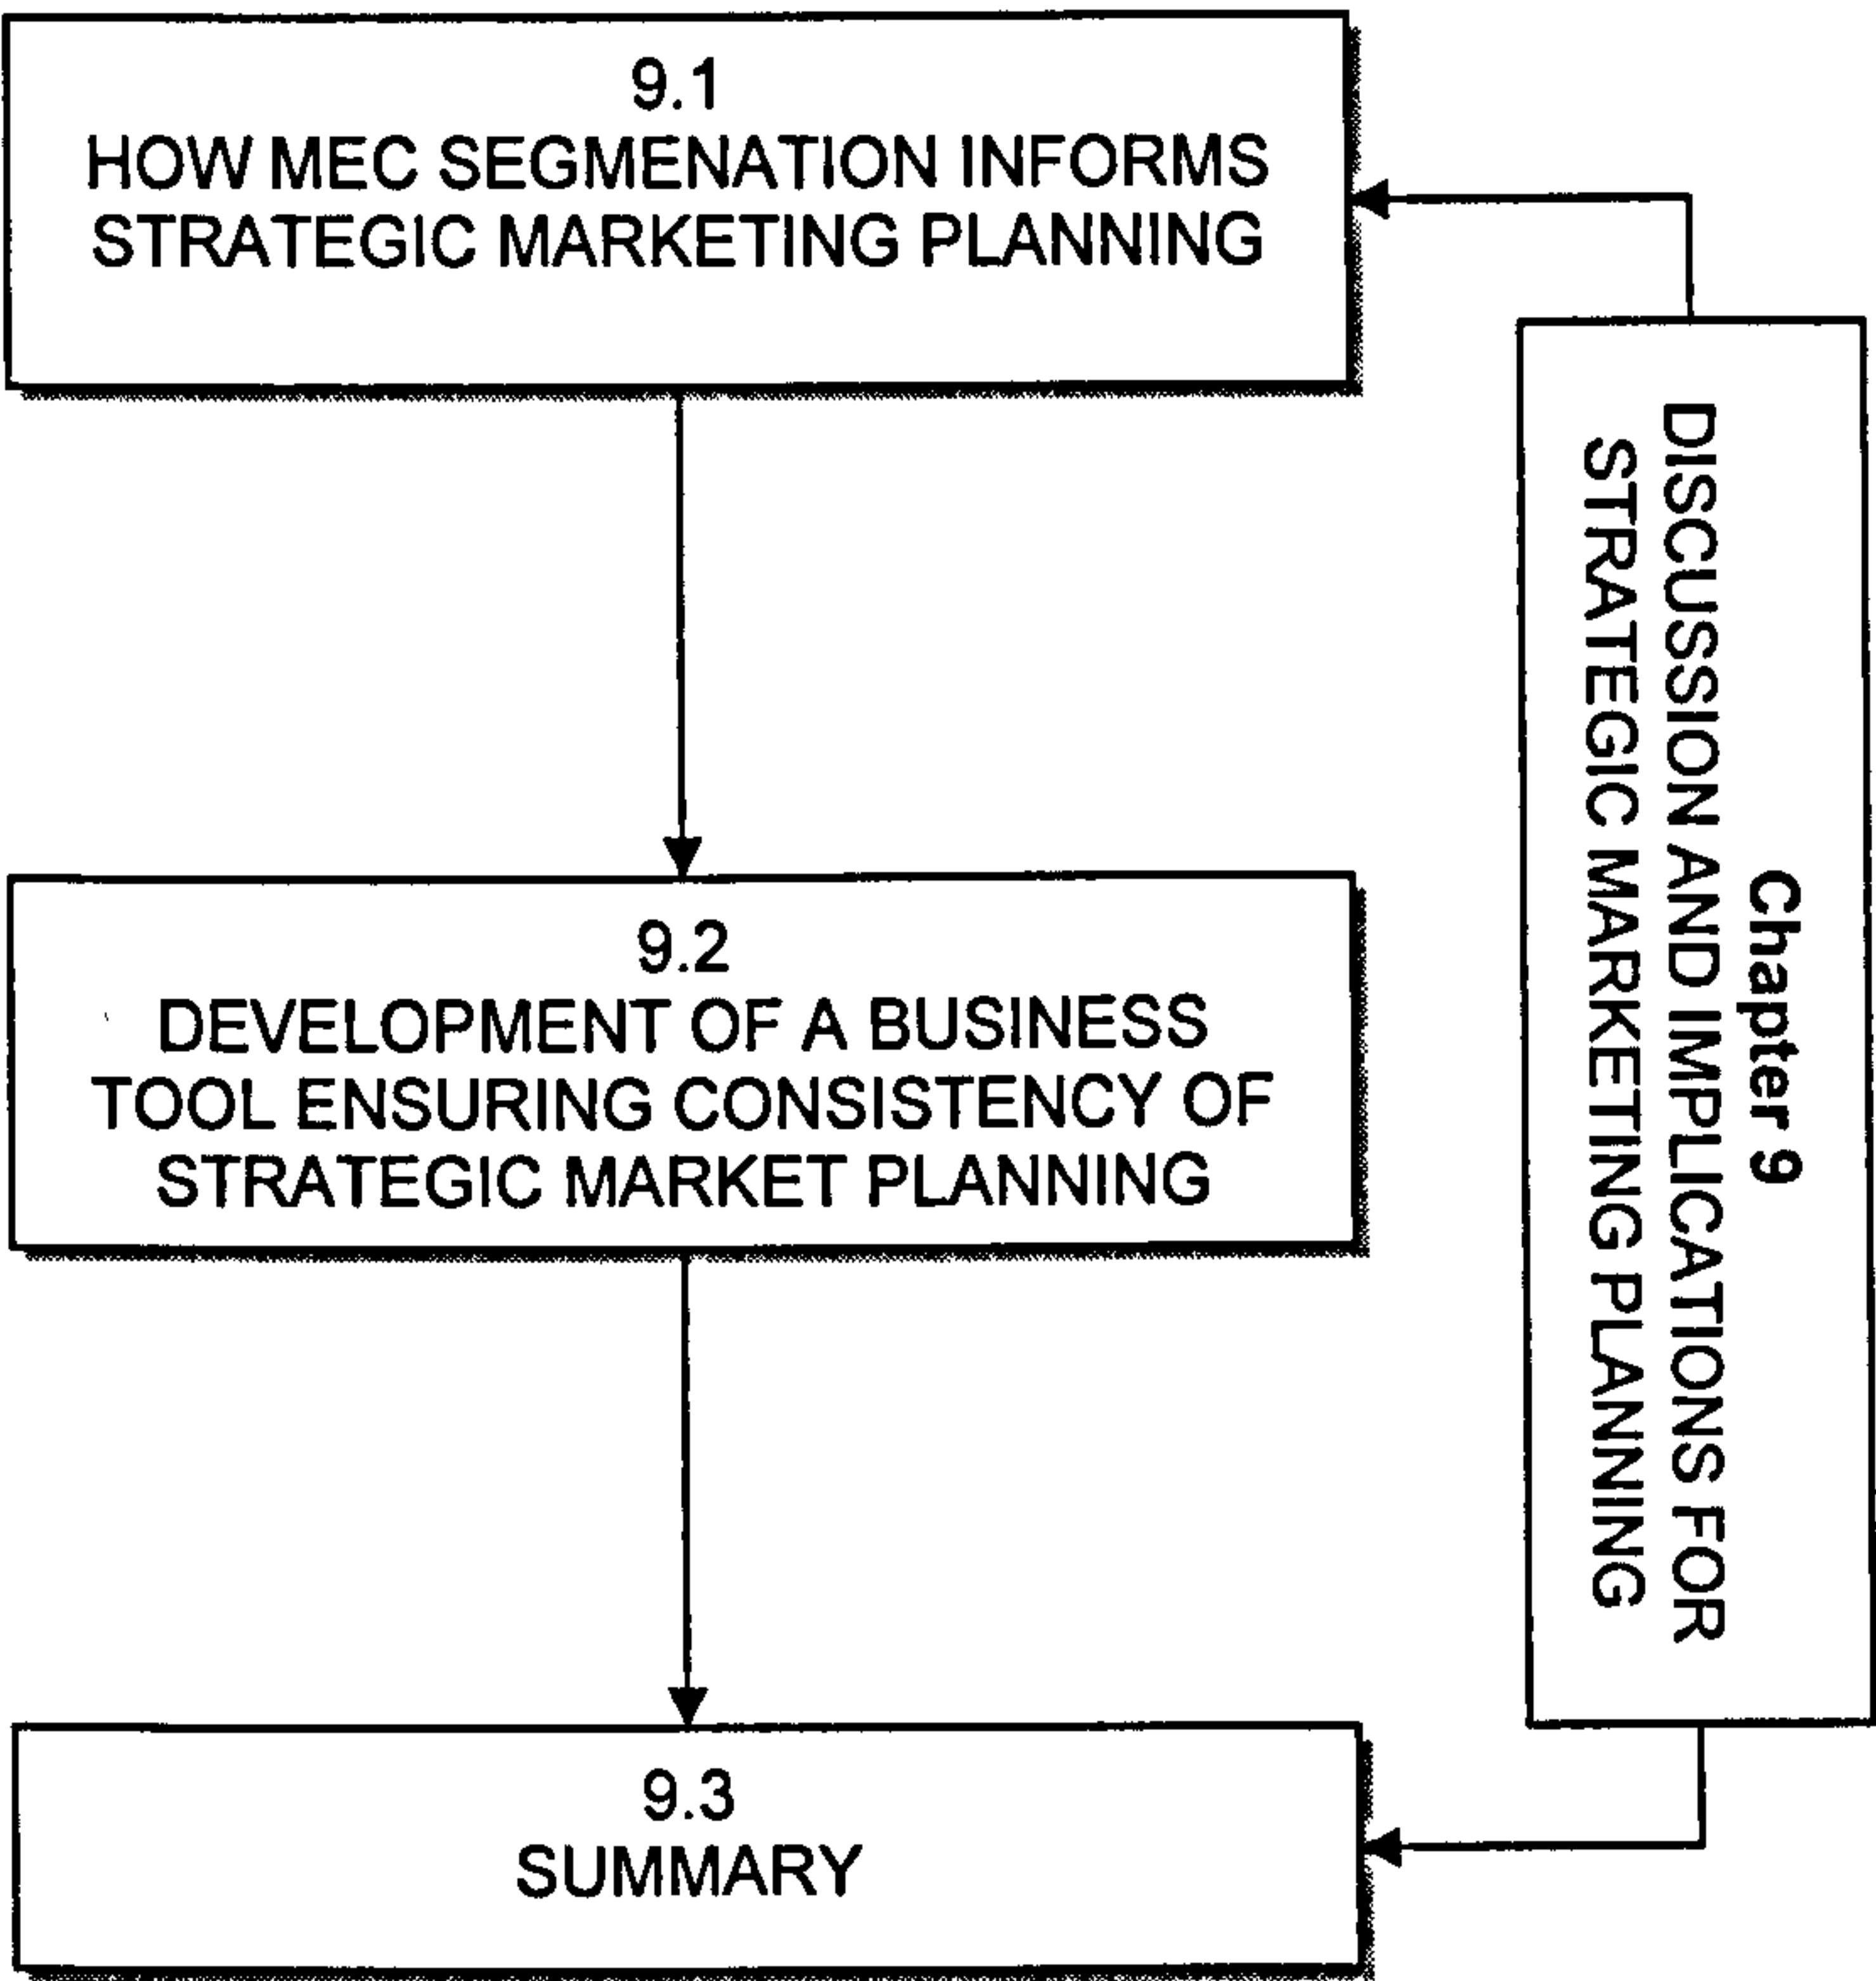 9.1
HOW MEC SEGMENATION INFORMS
STRATEGIC MARKETING PLANNING
9.2
DEVELOPMENT OF A BUSINESS
TOOL ENSURING CONSISTENCY OF
STRATEGIC MARKET PLANNING
9.3
SUMMARY
Chapter 9
DISCUSSION AND IMPLICATIONS FOR
STRATEGIC MARKETING PLANNING